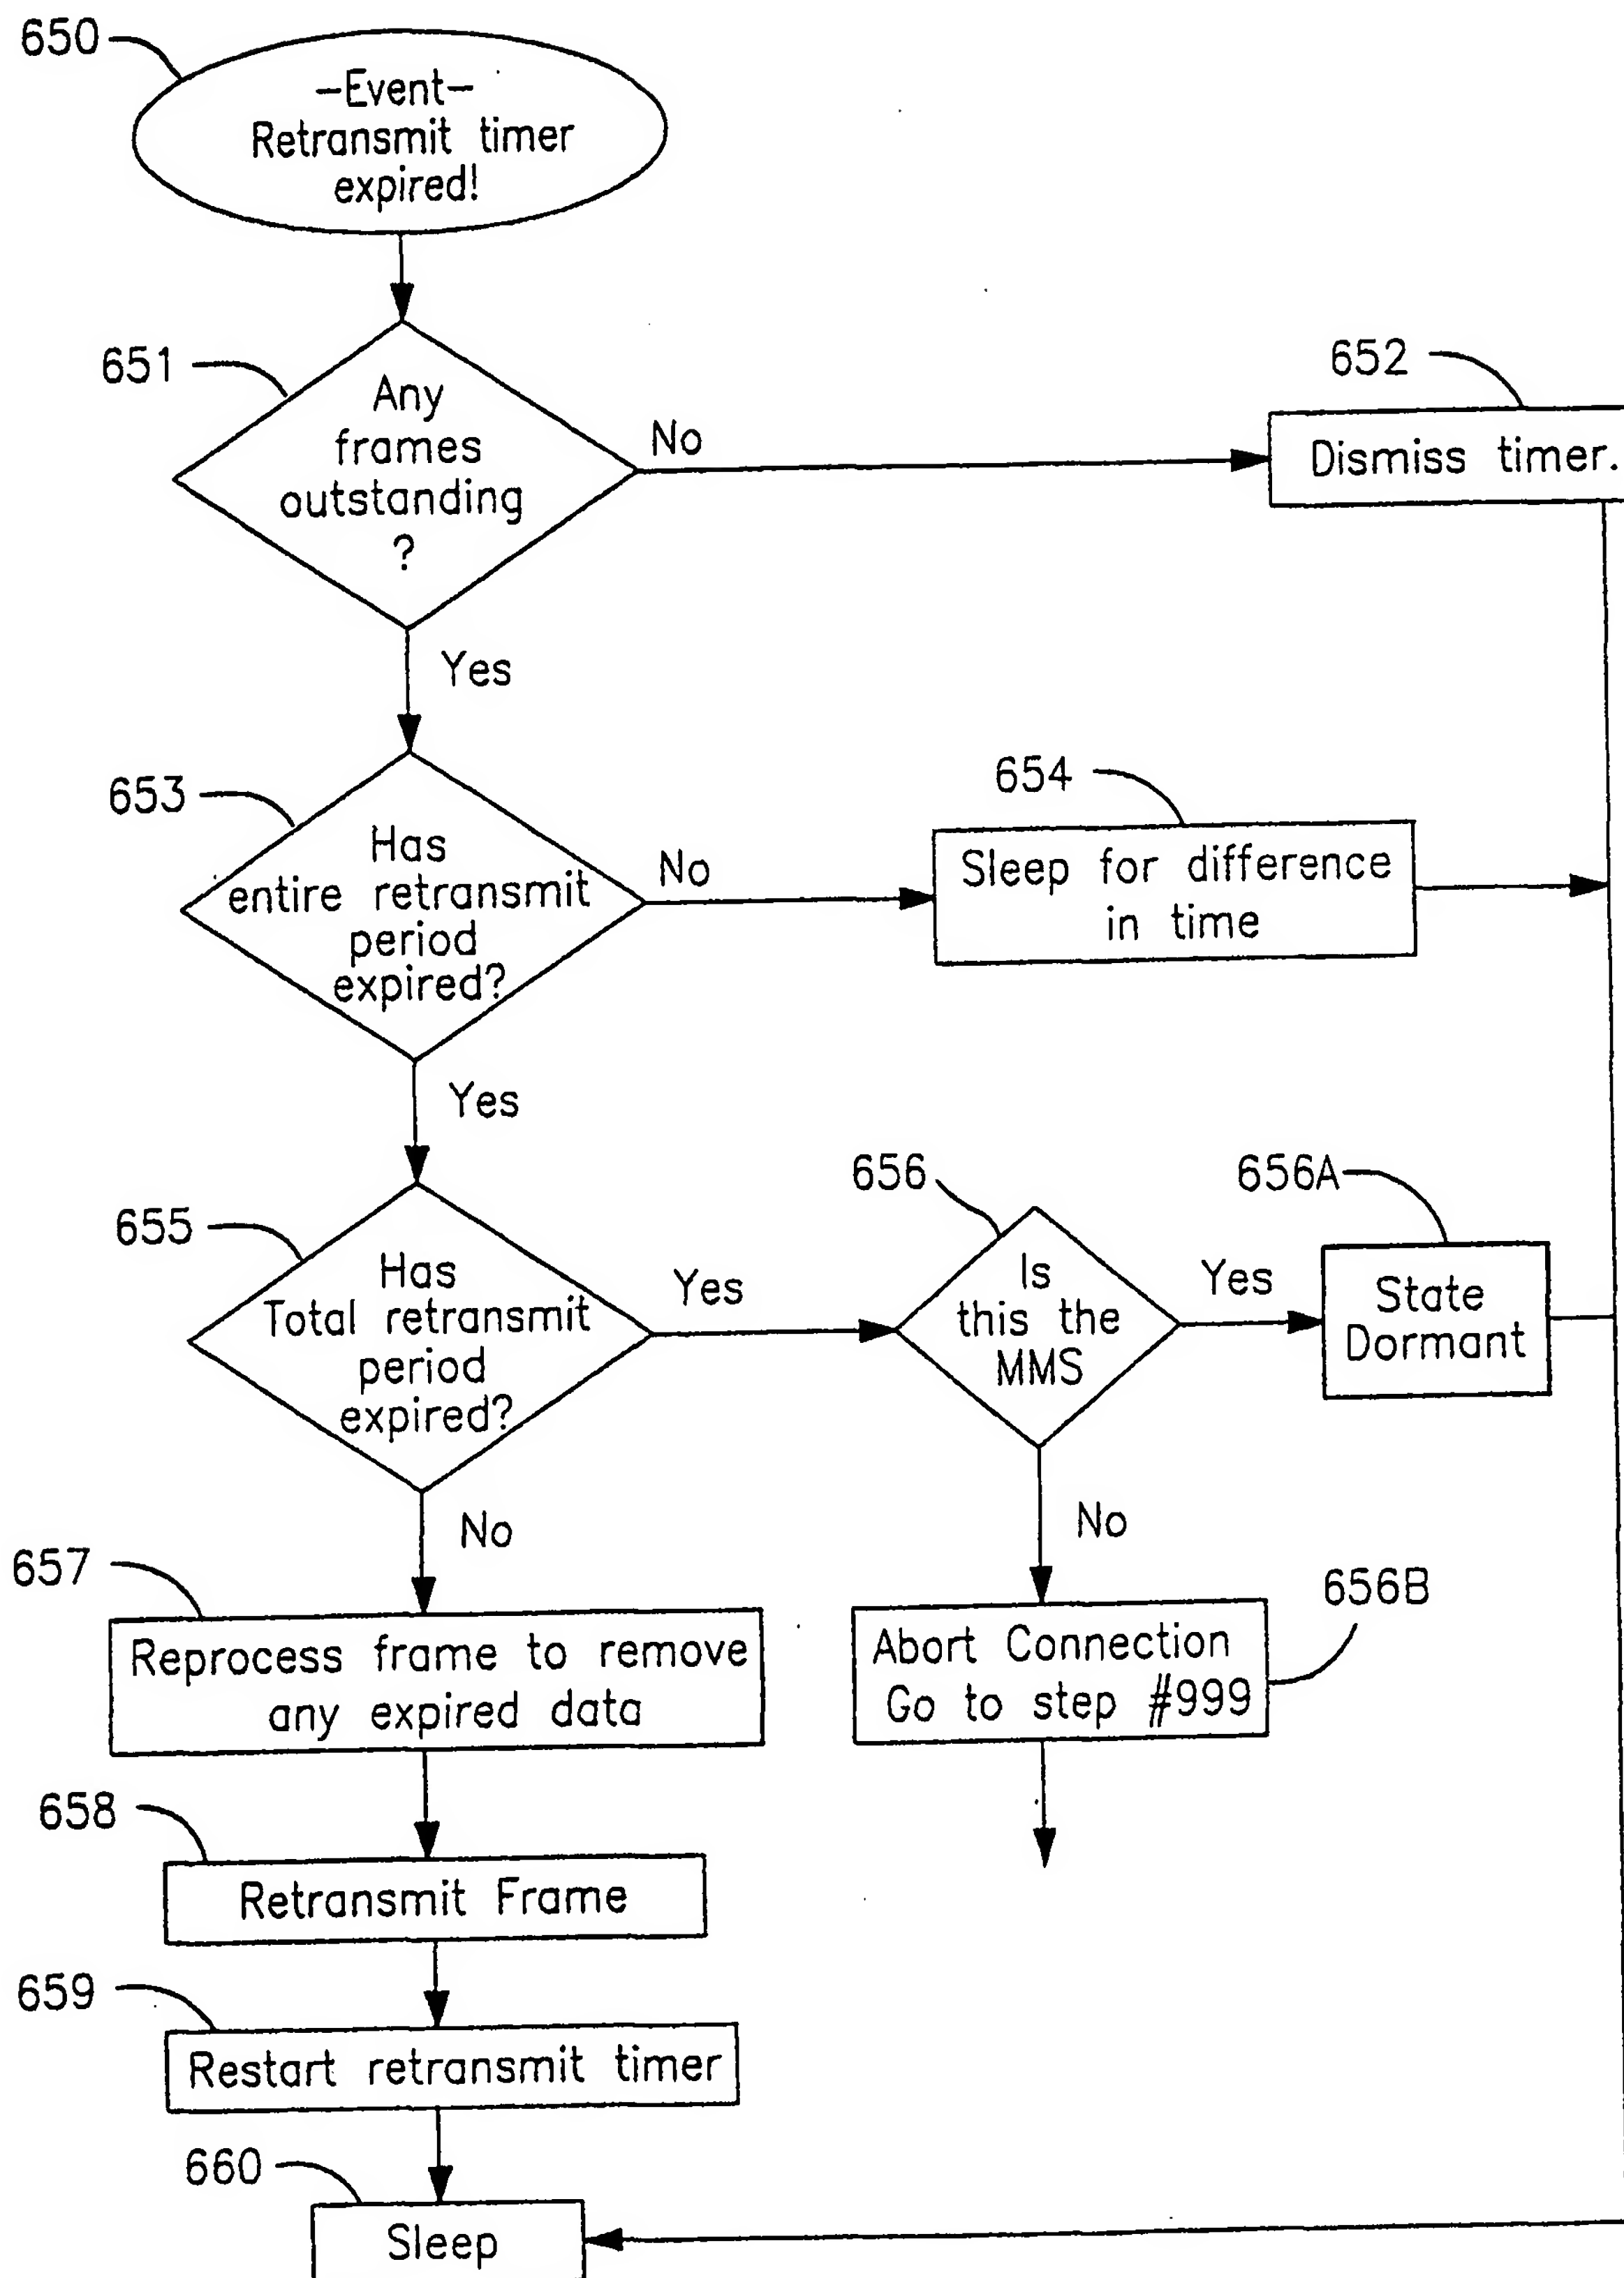 650
—Event—
Retransmit timer
expired!
651
Any
frames
outstanding
?
No
652
Dismiss timer.
Yes
653
Has
entire retransmit
period
expired?
No
654
Sleep for difference
in time
Yes
655
Has
Total retransmit
period
expired?
Yes
656
Is
this the
MMS
Yes
656A
State
Dormant
No
No
657
Reprocess frame to remove
any expired data
656B
Abort Connection
Go to step #999
658
Retransmit Frame
659
Restart retransmit timer
660
Sleep